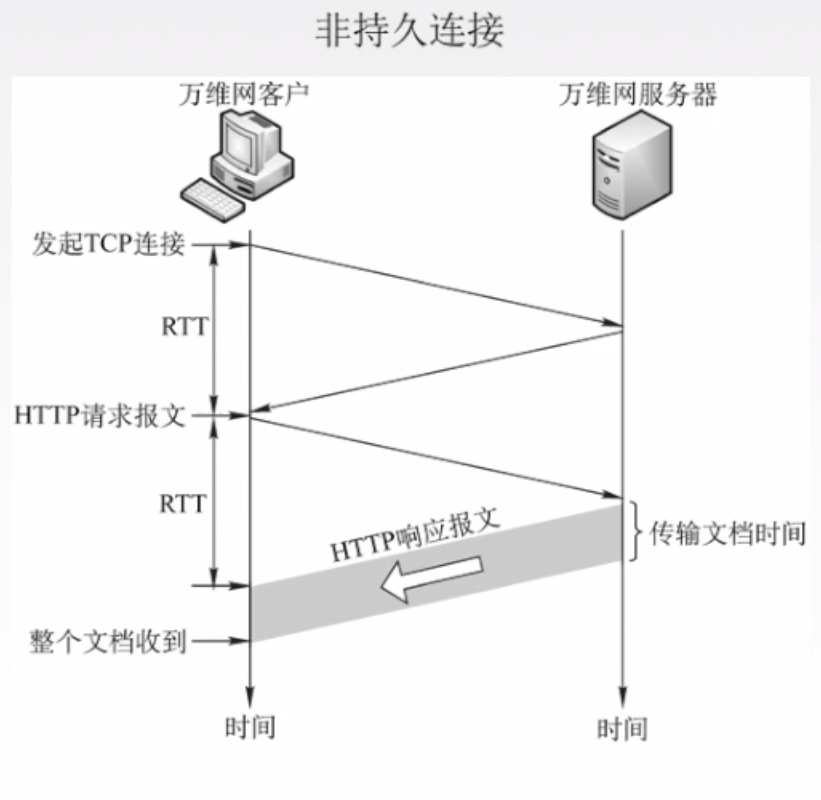 非持久连接
万维网客户
万维网服务器
发起TCP连接
RTT
HTTP请求报文
RTT
HTTP响应报文
传输文档时间
整个文档收到
时间
时间